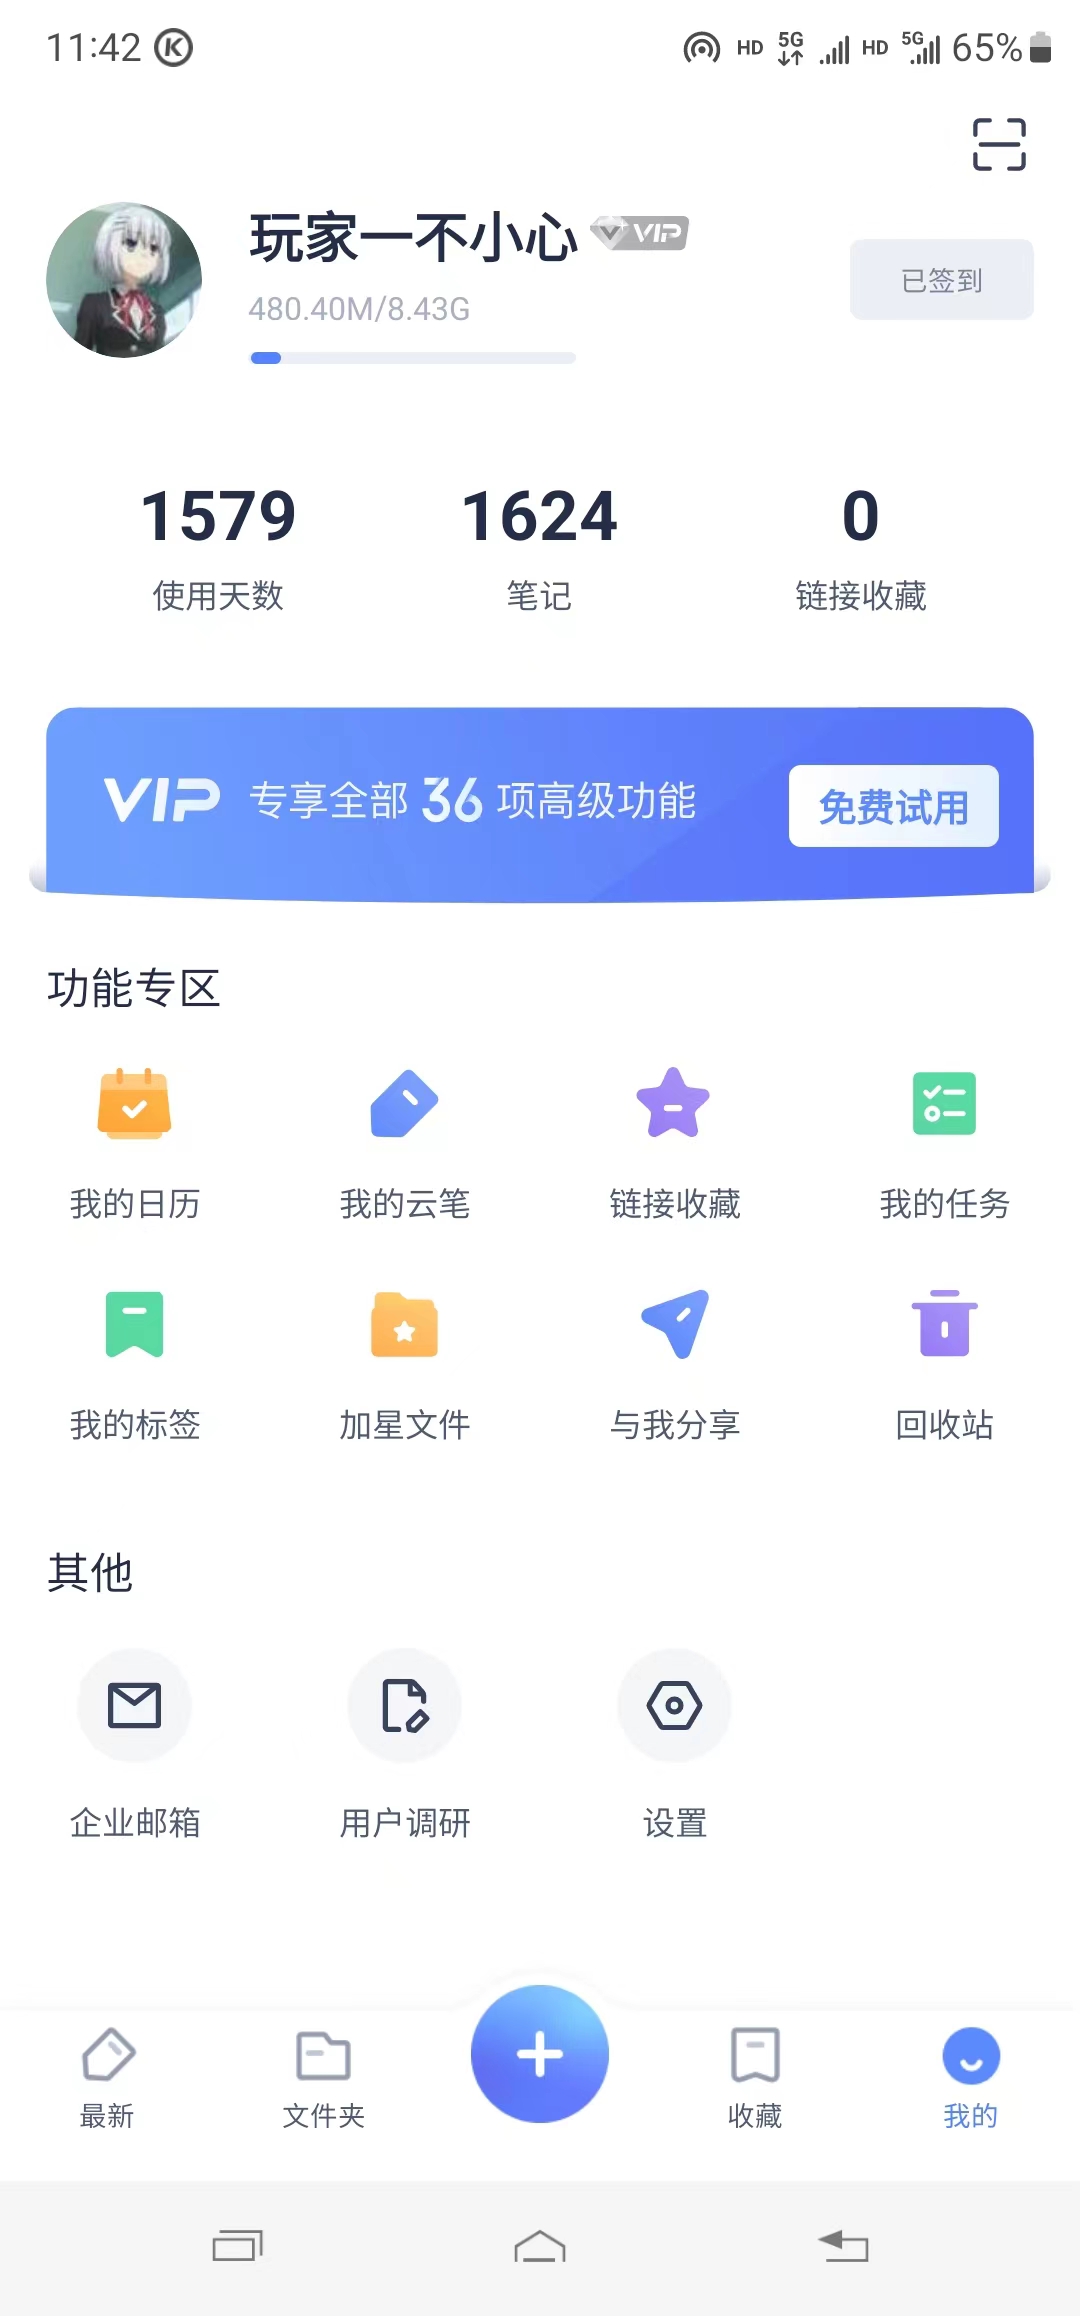 11:42 K HD 5G HD 5G 65%
玩家一不小心 VIP
480.40M/8.43G
已签到
1579 1624 0
使用天数 笔记 链接收藏
VIP 专享全部 36 项高级功能 免费试用
功能专区
我的日历 我的云笔 链接收藏 我的任务
我的标签 加星文件 与我分享 回收站
其他
企业邮箱 用户调研 设置
最新 文件夹 收藏 我的